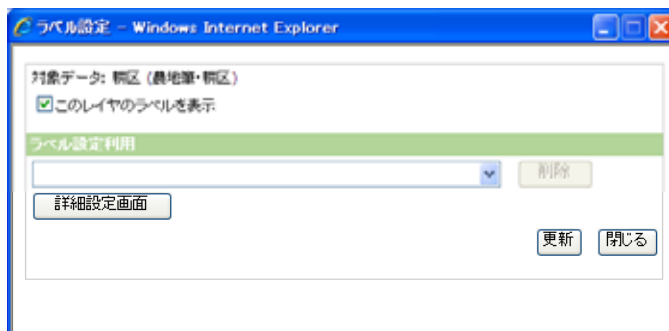 ラベル設定 - Windows Internet Explorer
対象データ: 耕区 (農地筆・耕区)
このレイヤのラベルを表示
ラベル設定利用
削除
詳細設定画面
更新 閉じる